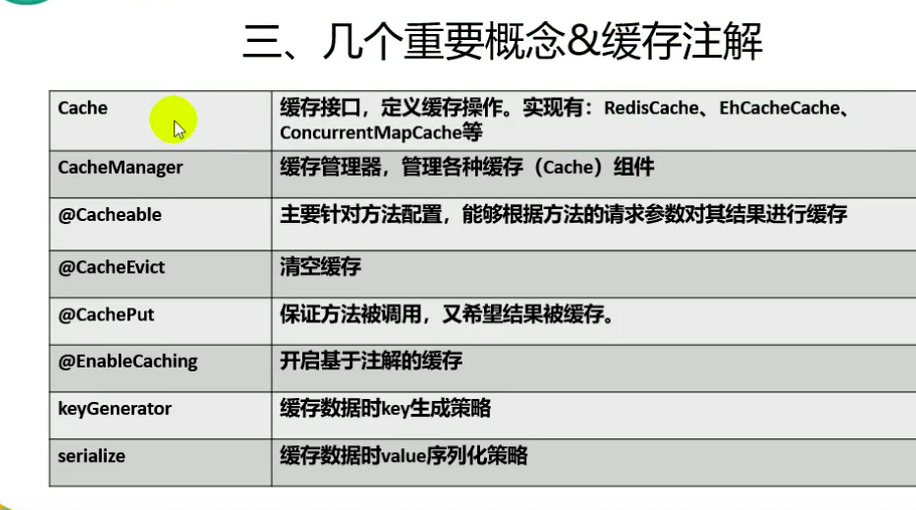 三、几个重要概念&缓存注解
Cache
缓存接口，定义缓存操作。实现有：RedisCache、EhCacheCache、
ConcurrentMapCache等
CacheManager
缓存管理器，管理各种缓存（Cache）组件
@Cacheable
主要针对方法配置，能够根据方法的请求参数对其结果进行缓存
@CacheEvict
清空缓存
@CachePut
保证方法被调用，又希望结果被缓存。
@EnableCaching
开启基于注解的缓存
keyGenerator
缓存数据时key生成策略
serialize
缓存数据时value序列化策略